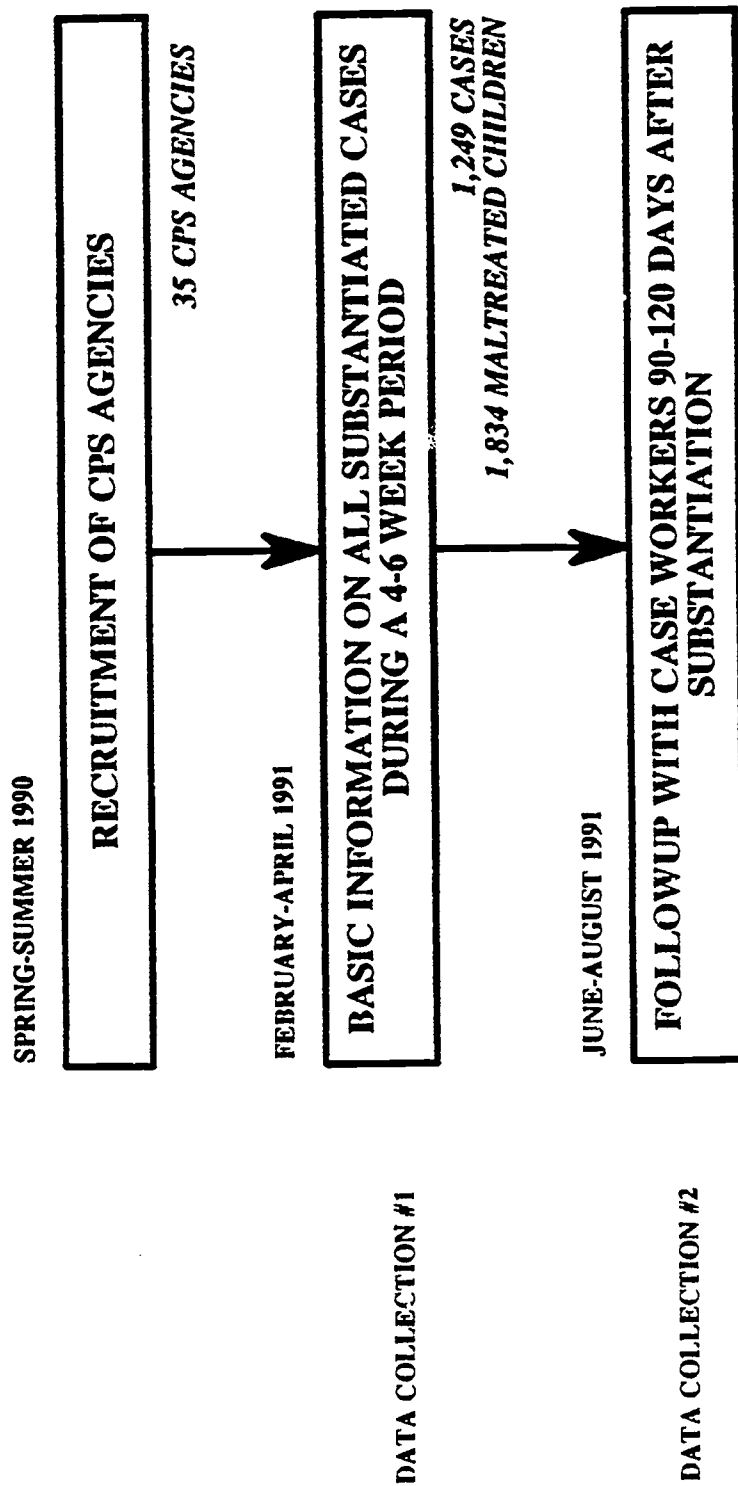 SPRING-SUMMER 1990
RECRUITMENT OF CPS AGENCIES
35 CPS AGENCIES
FEBRUARY-APRIL 1991
DATA COLLECTION #1
BASIC INFORMATION ON ALL SUBSTANTIATED CASES
DURING A 4-6 WEEK PERIOD
1,249 CASES
1,834 MALTREATED CHILDREN
JUNE-AUGUST 1991
DATA COLLECTION #2
FOLLOWUP WITH CASE WORKERS 90-120 DAYS AFTER
SUBSTANTIATION